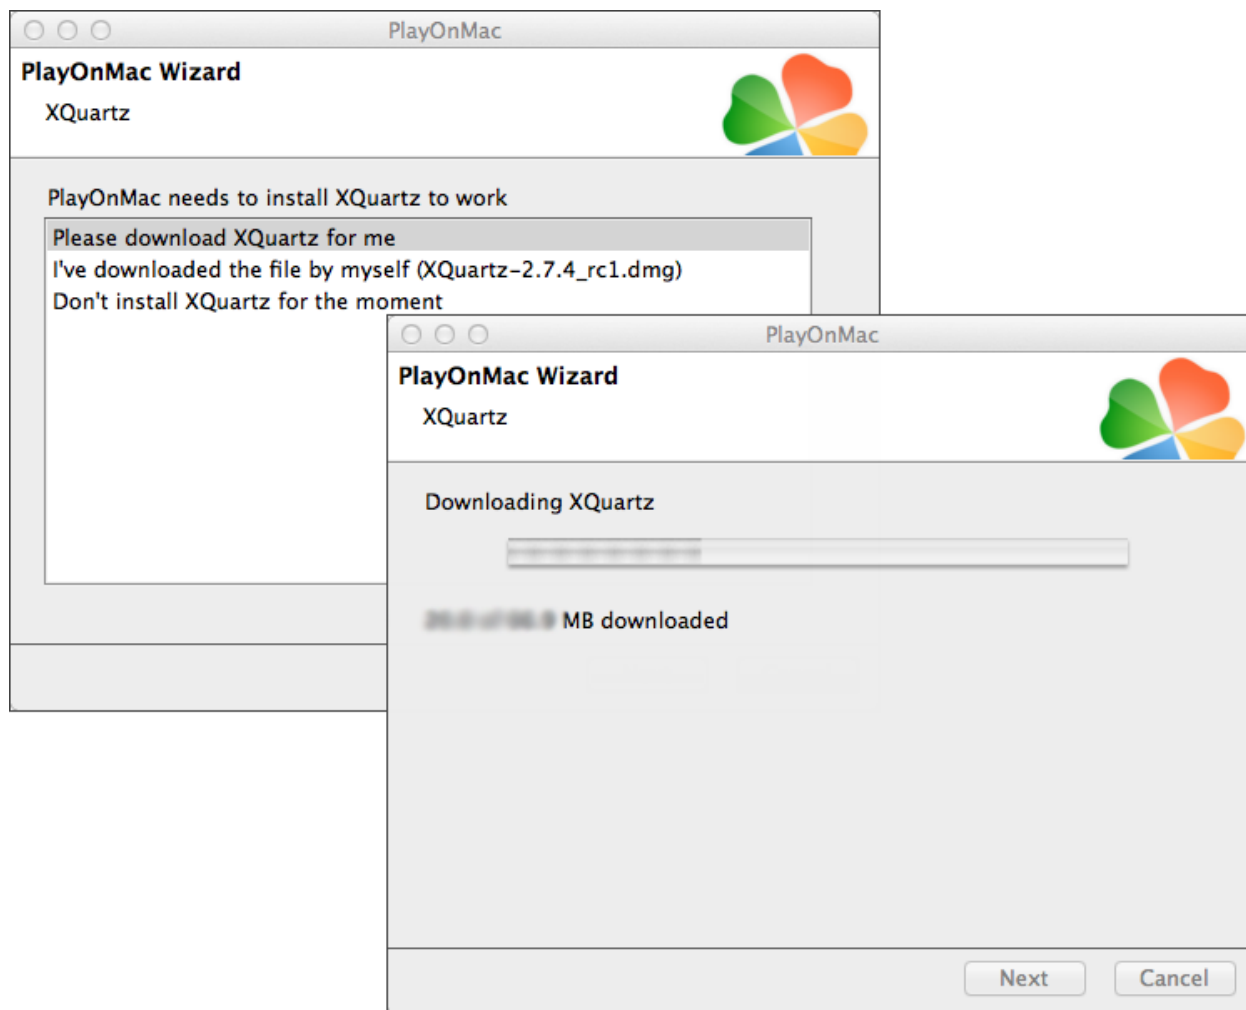 PlayOnMac
PlayOnMac Wizard
XQuartz
PlayOnMac needs to install XQuartz to work
Please download XQuartz for me
I've downloaded the file by myself (XQuartz-2.7.4_rc1.dmg)
Don't install XQuartz for the moment
PlayOnMac
PlayOnMac Wizard
XQuartz
Downloading XQuartz
MB downloaded
Next
Cancel